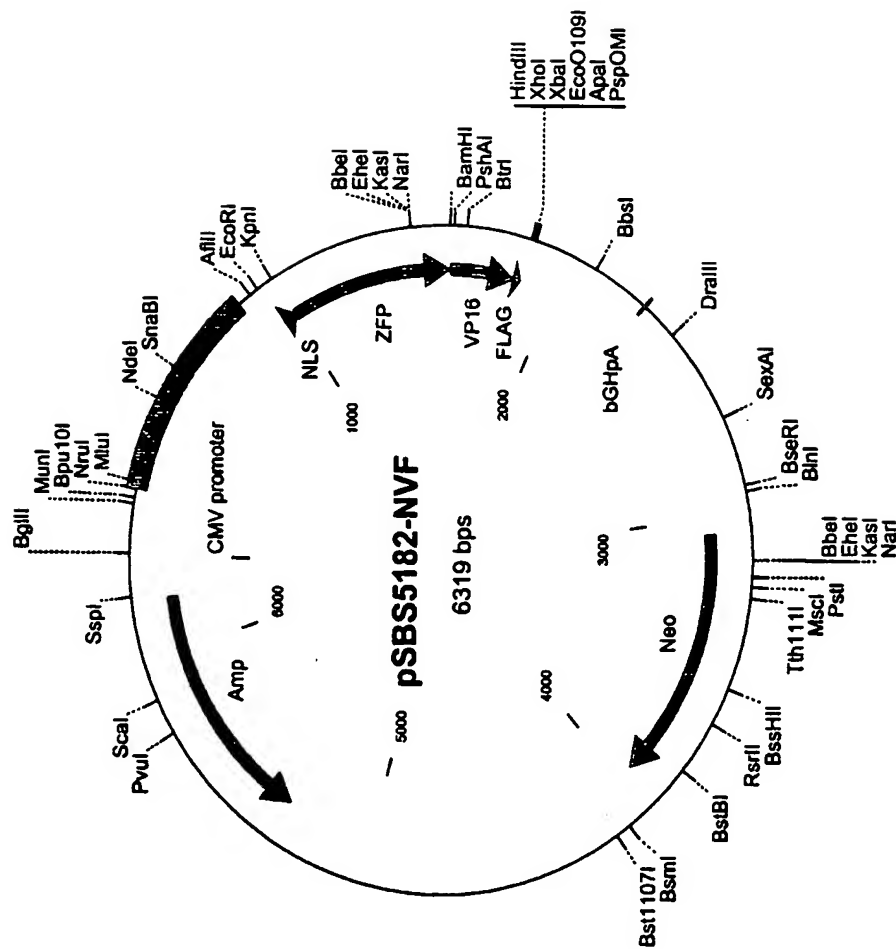 BglII
MunI
Bpu10I
NruI
MluI
NdeI
SnaBI
AflII
EcoRI
KpnI
BbeI
EheI
KasI
NarI
BamHI
PshAI
BtrI
HindIII
XhoI
XbaI
EcoO109I
ApaI
PspOMI
BbsI
DraIII
SexAI
BseRI
BlnI
BbeI
EheI
KasI
NarI
PstI
MscI
Tth111I
BssHII
RsrII
BstBI
BsmI
Bst1107I
PvuI
ScaI
SspI
CMV promoter
NLS
ZFP
VP16
FLAG
bGHpA
Neo
Amp
1000
2000
3000
4000
5000
6000
pSBS5182-NVF
6319 bps